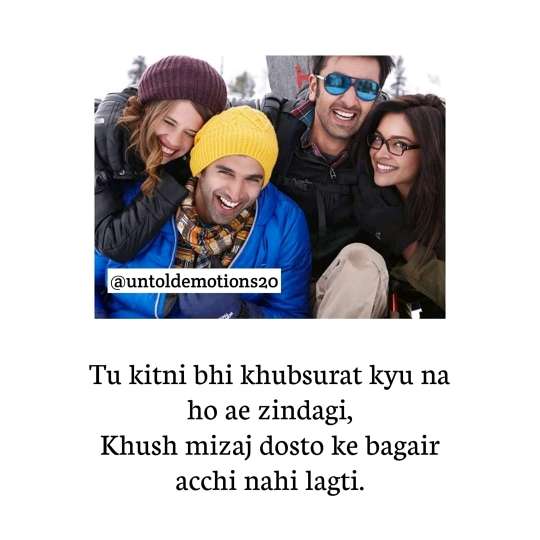 @untoldemotions20
Tu kitni bhi khubsurat kyu na
ho ae zindagi,
Khush mizaj dosto ke bagair
acchi nahi lagti.